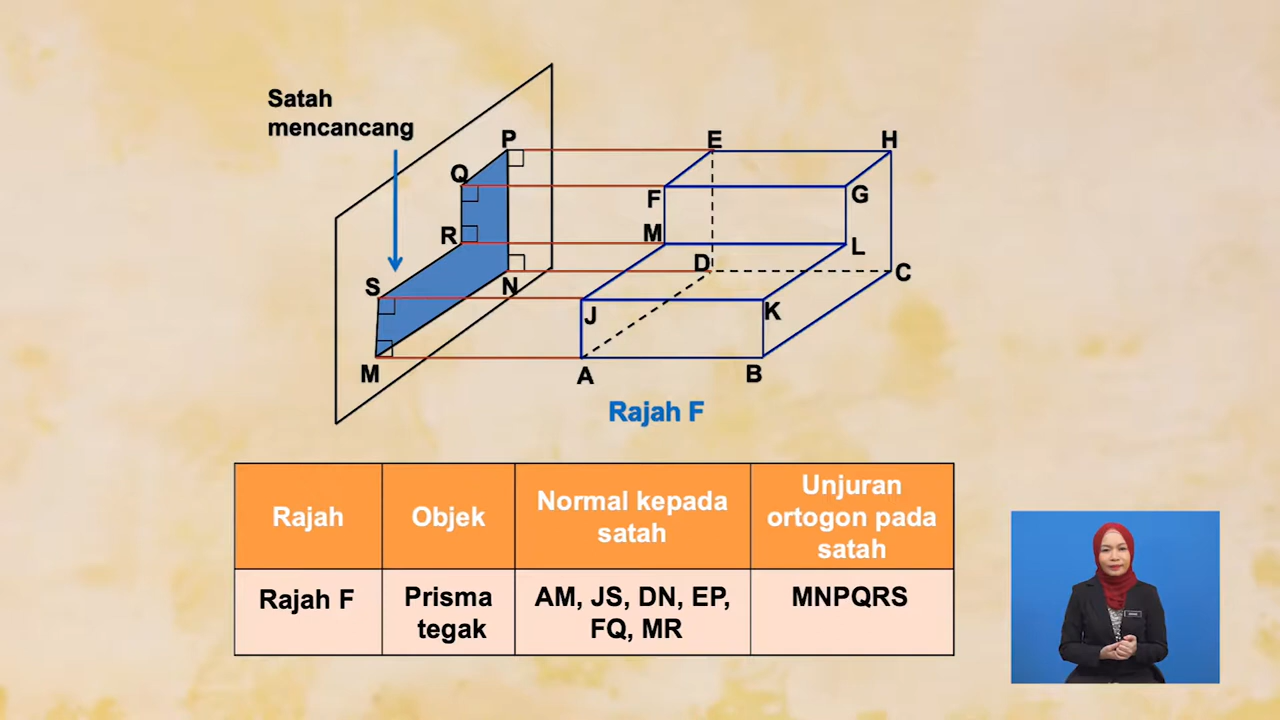 Satah
mencancang
P
E
H
Q
F
G
R
M
L
D
C
S
N
J
K
M
A
B
Rajah F
Rajah
Objek
Normal kepada
satah
Unjuran
ortogon pada
satah
Rajah F
Prisma
tegak
AM, JS, DN, EP,
FQ, MR
MNPQRS